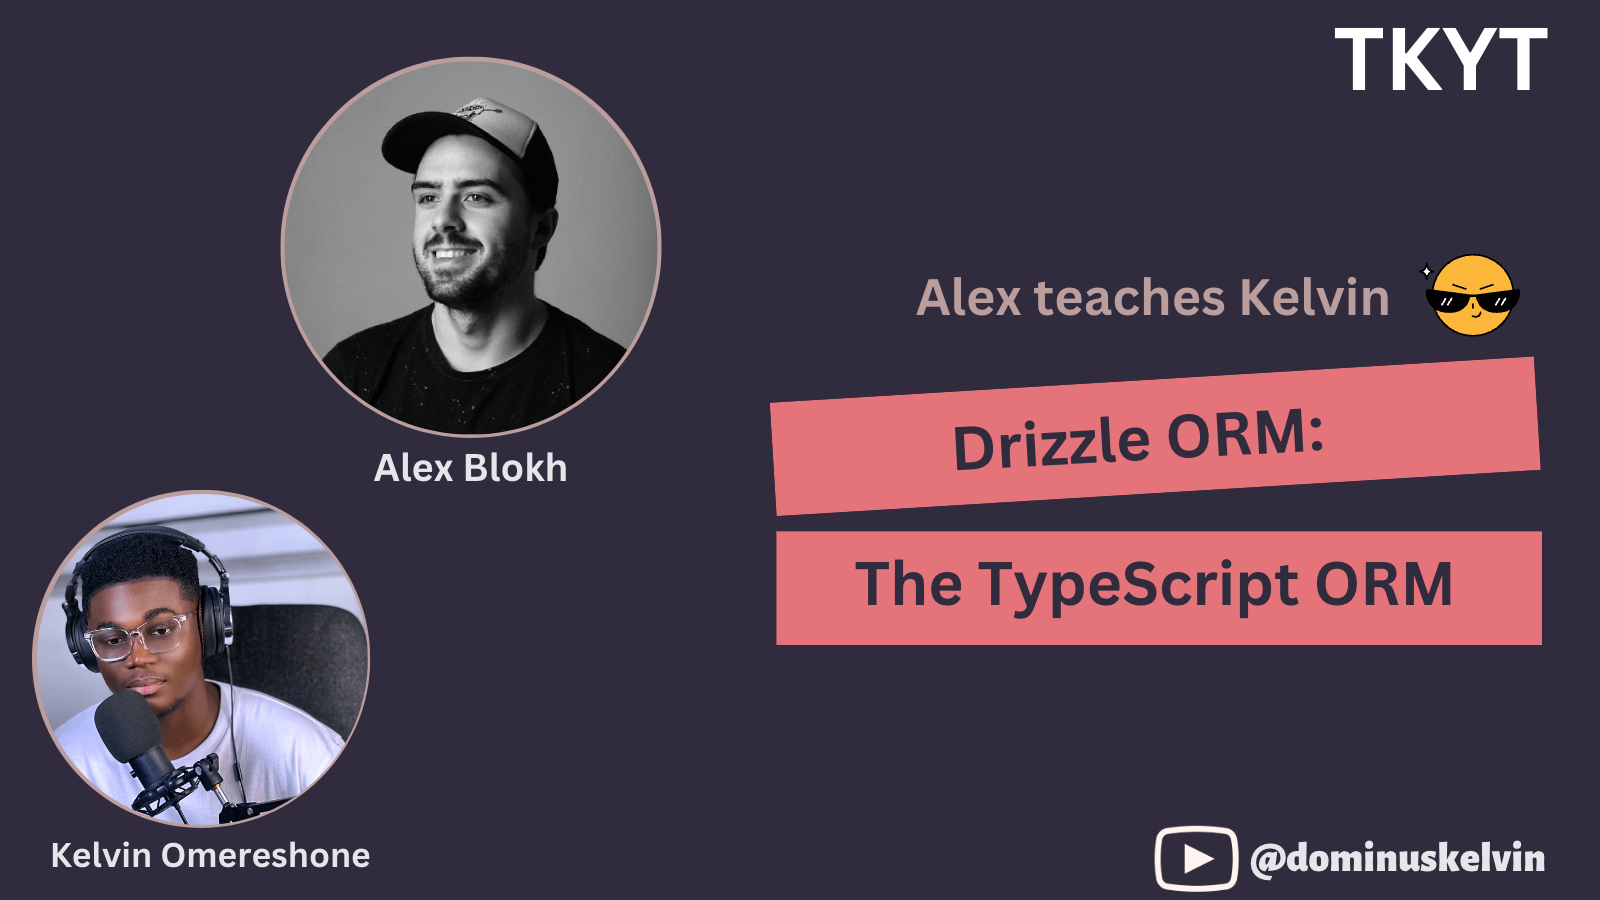 TKYT
Alex teaches Kelvin
Drizzle ORM:
The TypeScript ORM
Alex Blokh
Kelvin Omereshone
@dominuskelvin